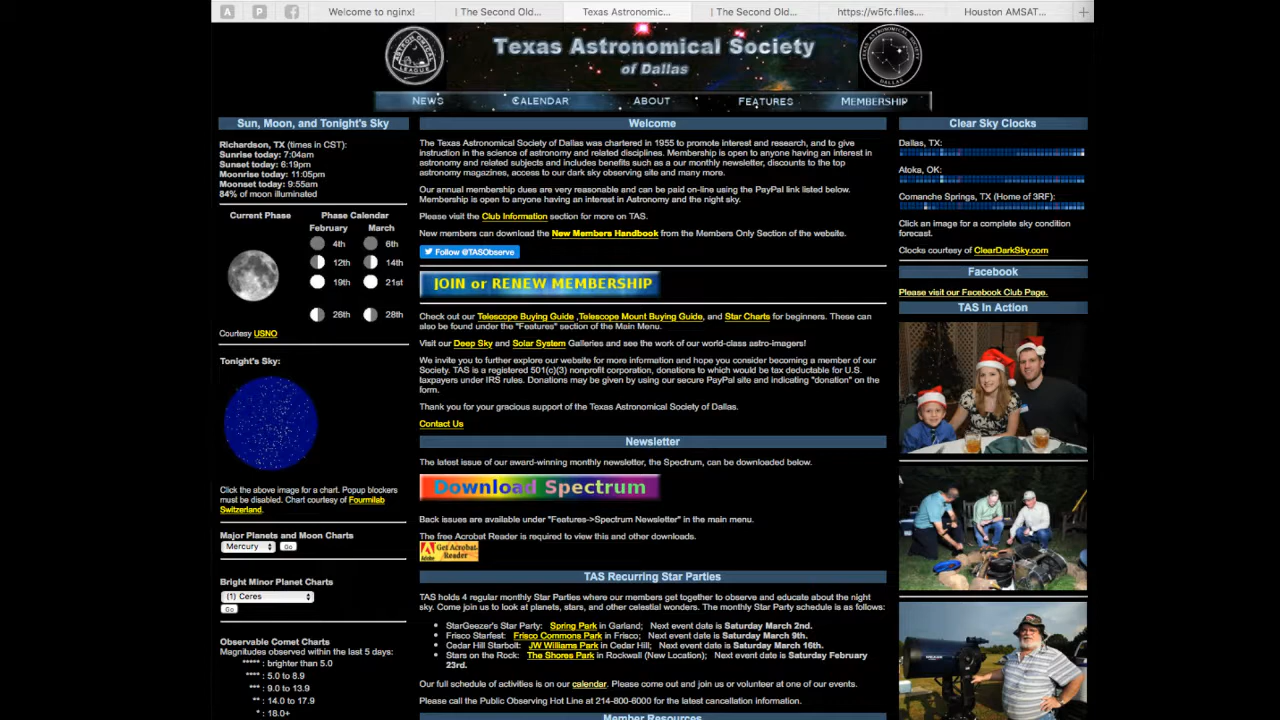 A
P
Welcome to nginx!
| The Second Old...
Texas Astronomic...
| The Second Old...
https://w5fc.files....
Houston AMSAT...
+
Texas Astronomical Society
of Dallas
NEWS
CALENDAR
ABOUT
FEATURES
MEMBERSHIP
Sun, Moon, and Tonight's Sky
Richardson, TX (times in CST):
Sunrise today: 7:04am
Sunset today: 6:19pm
Moonrise today: 11:05pm
Moonset today: 9:55am
84% of moon illuminated
Current Phase
Phase Calendar
February March
4th 6th
12th 14th
19th 21st
26th 28th
Courtesy USNO
Tonight's Sky:
Click the above image for a chart. Popup blockers
must be disabled. Chart courtesy of Fourmilab
Switzerland.
Major Planets and Moon Charts
Mercury Go
Bright Minor Planet Charts
(1) Ceres
Go
Observable Comet Charts
Magnitudes observed within the last 5 days:
***** : brighter than 5.0
**** : 5.0 to 8.9
*** : 9.0 to 13.9
** : 14.0 to 17.9
* : 18.0+
Welcome
The Texas Astronomical Society of Dallas was chartered in 1955 to promote interest and research, and to give
instruction in the science of astronomy and related disciplines. Membership is open to anyone having an interest in
astronomy and related subjects and includes benefits such as a our monthly newsletter, discounts to the top
astronomy magazines, access to our dark sky observing site and many more.
Our annual membership dues are very reasonable and can be paid on-line using the PayPal link listed below.
Membership is open to anyone having an interest in Astronomy and the night sky.
Please visit the Club Information section for more on TAS.
New members can download the New Members Handbook from the Members Only Section of the website.
Follow @TASObserve
JOIN or RENEW MEMBERSHIP
Check out our Telescope Buying Guide ,Telescope Mount Buying Guide, and Star Charts for beginners. These can
also be found under the "Features" section of the Main Menu.
Visit our Deep Sky and Solar System Galleries and see the work of our world-class astro-imagers!
We invite you to further explore our website for more information and hope you consider becoming a member of our
Society. TAS is a registered 501(c)(3) nonprofit corporation, donations to which would be tax deductable for U.S.
taxpayers under IRS rules. Donations may be given by using our secure PayPal site and indicating "donation" on the
form.
Thank you for your gracious support of the Texas Astronomical Society of Dallas.
Contact Us
Newsletter
The latest issue of our award-winning monthly newsletter, the Spectrum, can be downloaded below.
Download Spectrum
Back issues are available under "Features->Spectrum Newsletter" in the main menu.
The free Acrobat Reader is required to view this and other downloads.
Get Acrobat
Reader
TAS Recurring Star Parties
TAS holds 4 regular monthly Star Parties where our members get together to observe and educate about the night
sky. Come join us to look at planets, stars, and other celestial wonders. The monthly Star Party schedule is as follows:
StarGeezer's Star Party: Spring Park in Garland; Next event date is Saturday March 2nd.
Frisco Starfest: Frisco Commons Park in Frisco; Next event date is Saturday March 9th.
Cedar Hill Starbolt: JW Williams Park in Cedar Hill; Next event date is Saturday March 16th.
Stars on the Rock: The Shores Park in Rockwall (New Location); Next event date is Saturday February
23rd.
Our full schedule of activities is on our calendar. Please come out and join us or volunteer at one of our events.
Please call the Public Observing Hot Line at 214-800-6000 for the latest cancellation information.
Member Resources
Clear Sky Clocks
Dallas, TX:
Atoka, OK:
Comanche Springs, TX (Home of 3RF):
Click an image for a complete sky condition
forecast.
Clocks courtesy of ClearDarkSky.com
Facebook
Please visit our Facebook Club Page.
TAS In Action